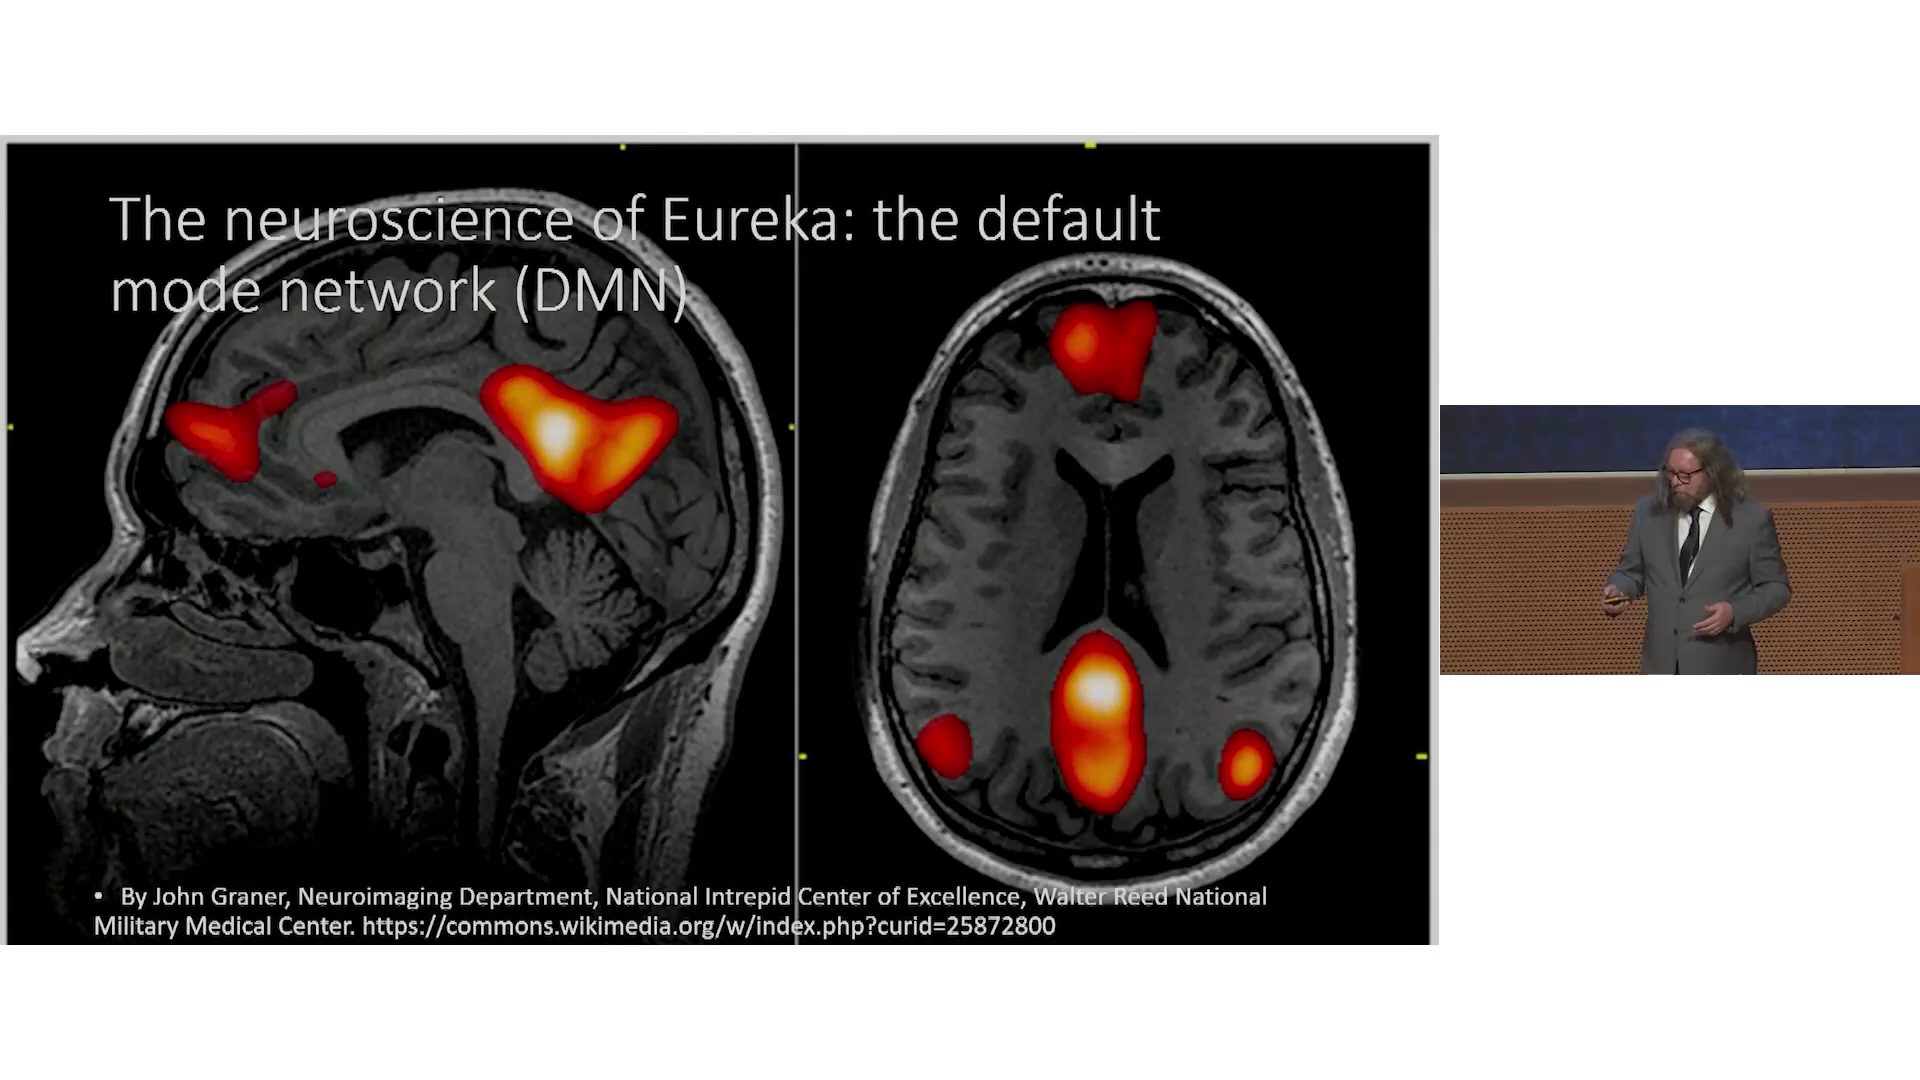 The neuroscience of Eureka: the default
mode network (DMN)
• By John Graner, Neuroimaging Department, National Intrepid Center of Excellence, Walter Reed National
Military Medical Center. https://commons.wikimedia.org/w/index.php?curid=25872800